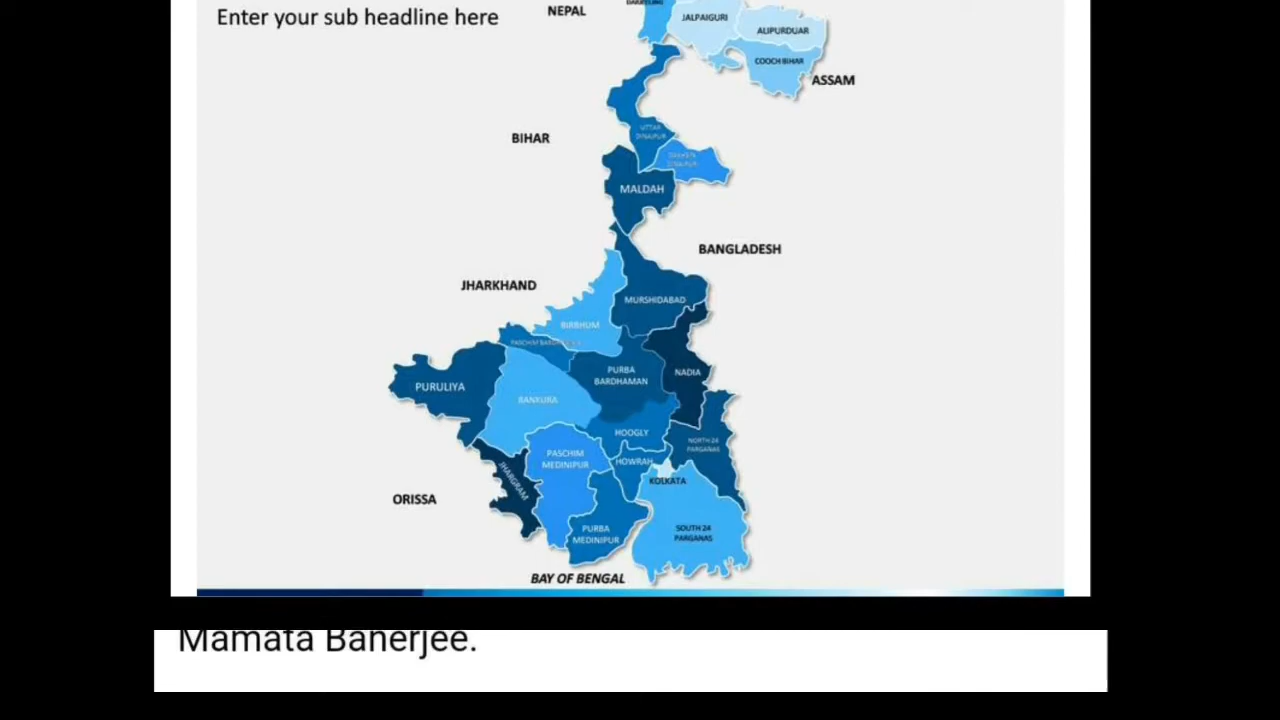 Enter your sub headline here
NEPAL
JALPAIGURI
ALIPURDUAR
COOCH BIHAR
ASSAM
BIHAR
UTTAR
DINAJPUR
MALDAH
BANGLADESH
JHARKHAND
MURSHIDABAD
BIRBHUM
PURBA
BARDHAMAN
NADIA
PURULIYA
BANKURA
HOOGLY
NORTH 24
PARGANAS
PASCHIM
MEDINIPUR
HOWRAH
KOLKATA
JHARGRAM
ORISSA
SOUTH 24
PARGANAS
PURBA
MEDINIPUR
BAY OF BENGAL
Mamata Banerjee.